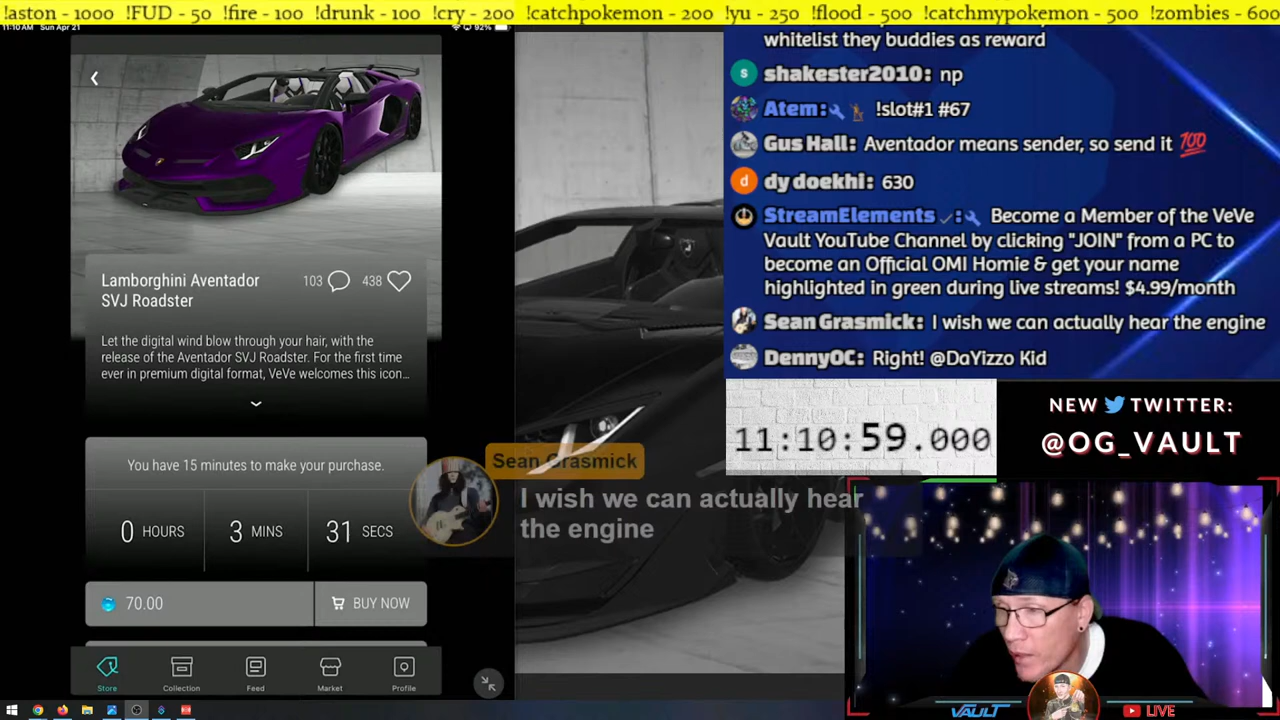 !aston - 1000 !FUD - 50 !fire - 100 !drunk - 100 !cry - 200 !catchpokemon - 200 !yu - 250 !flood - 500 !catchmypokemon - 500 !zombies - 600
11:10 AM Sun Apr 21
92%
Lamborghini Aventador
SVJ Roadster
103
438
Let the digital wind blow through your hair, with the
release of the Aventador SVJ Roadster. For the first time
ever in premium digital format, VeVe welcomes this icon...
You have 15 minutes to make your purchase.
0 HOURS 3 MINS 31 SECS
70.00
BUY NOW
Store Collection Feed Market Profile
Sean Grasmick
I wish we can actually hear
the engine
whitelist they buddies as reward
shakester2010: np
Atem: !slot#1 #67
Gus Hall: Aventador means sender, so send it 💯
dy doekhi: 630
StreamElements: Become a Member of the VeVe
Vault YouTube Channel by clicking "JOIN" from a PC to
become an Official OMI Homie & get your name
highlighted in green during live streams! $4.99/month
Sean Grasmick: I wish we can actually hear the engine
DennyOC: Right! @DaYizzo Kid
11:10:59.000
NEW TWITTER:
@OG_VAULT
VAULT
LIVE